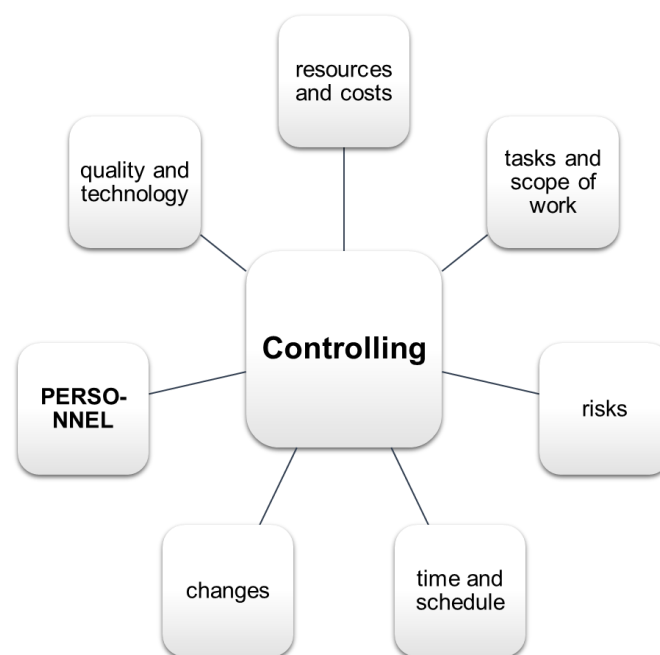 resources
and costs
quality and
technology
tasks and
scope of
work
Controlling
PERSO-
NNEL
risks
changes
time and
schedule